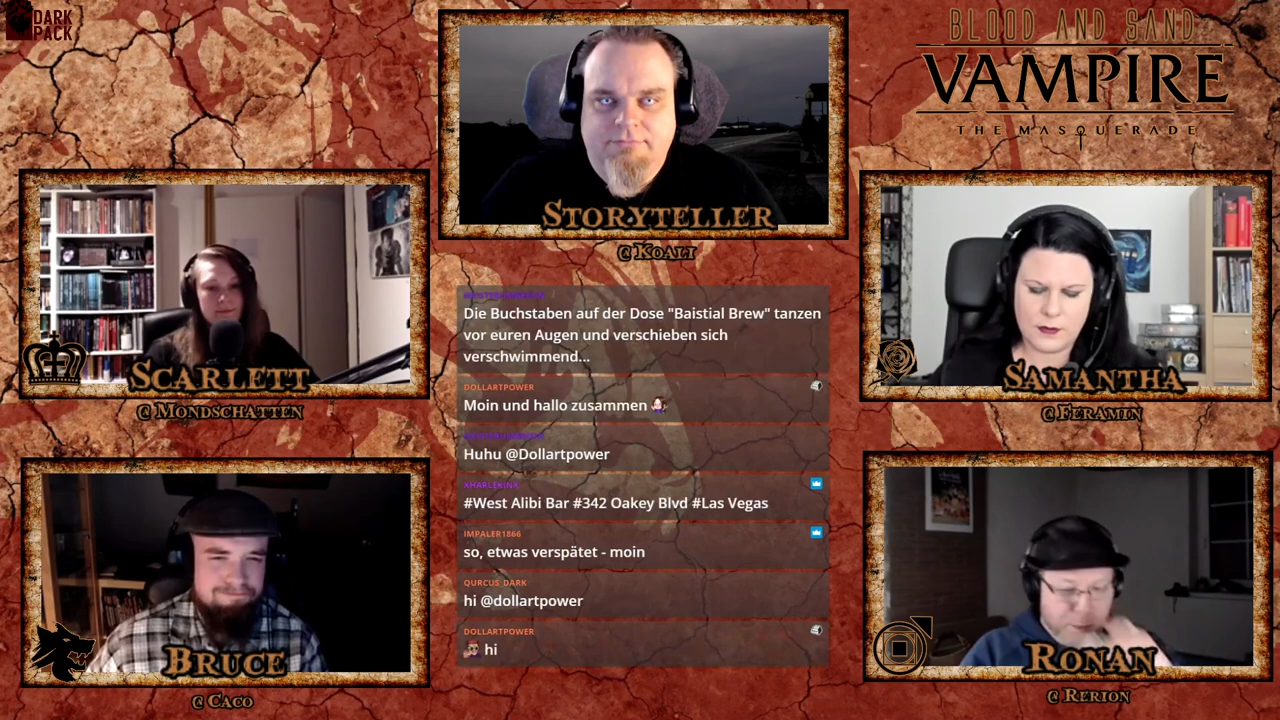 DARK
PACK
BLOOD AND SAND
VAMPIRE
THE MASQUERADE
STORYTELLER
@ KOALI
SCARLETT
@ MONDSCHATTEN
SAMANTHA
@ FERAMIN
Die Buchstaben auf der Dose "Baistial Brew" tanzen
vor euren Augen und verschieben sich
verschwimmend...
DOLLARTPOWER
Moin und hallo zusammen
Huhu @Dollartpower
XHARLEKINX
#West Alibi Bar #342 Oakey Blvd #Las Vegas
IMPALER1866
so, etwas verspätet - moin
QURCUS_DARK
hi @dollartpower
DOLLARTPOWER
hi
BRUCE
@ CACO
RONAN
@ RERION